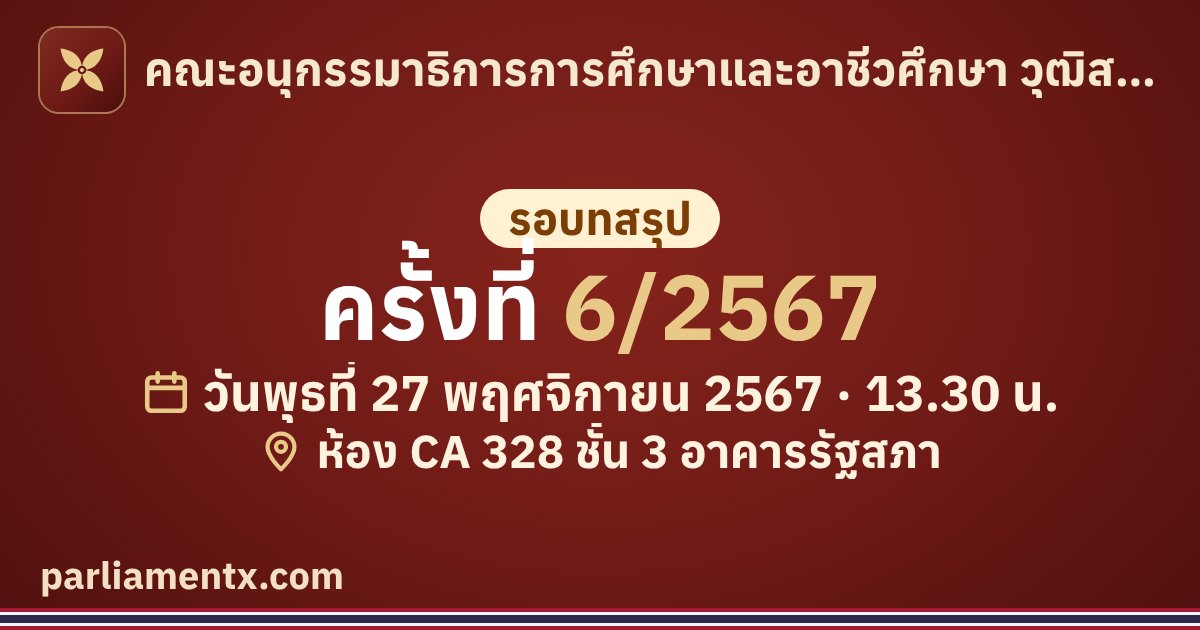 คณะอนุกรรมาธิการการศึกษาและอาชีวศึกษา วุฒิส...
รอบทสรุป
ครั้งที่ 6/2567
วันพุธที่ 27 พฤศจิกายน 2567 · 13.30 น.
ห้อง CA 328 ชั้น 3 อาคารรัฐสภา
parliamentx.com